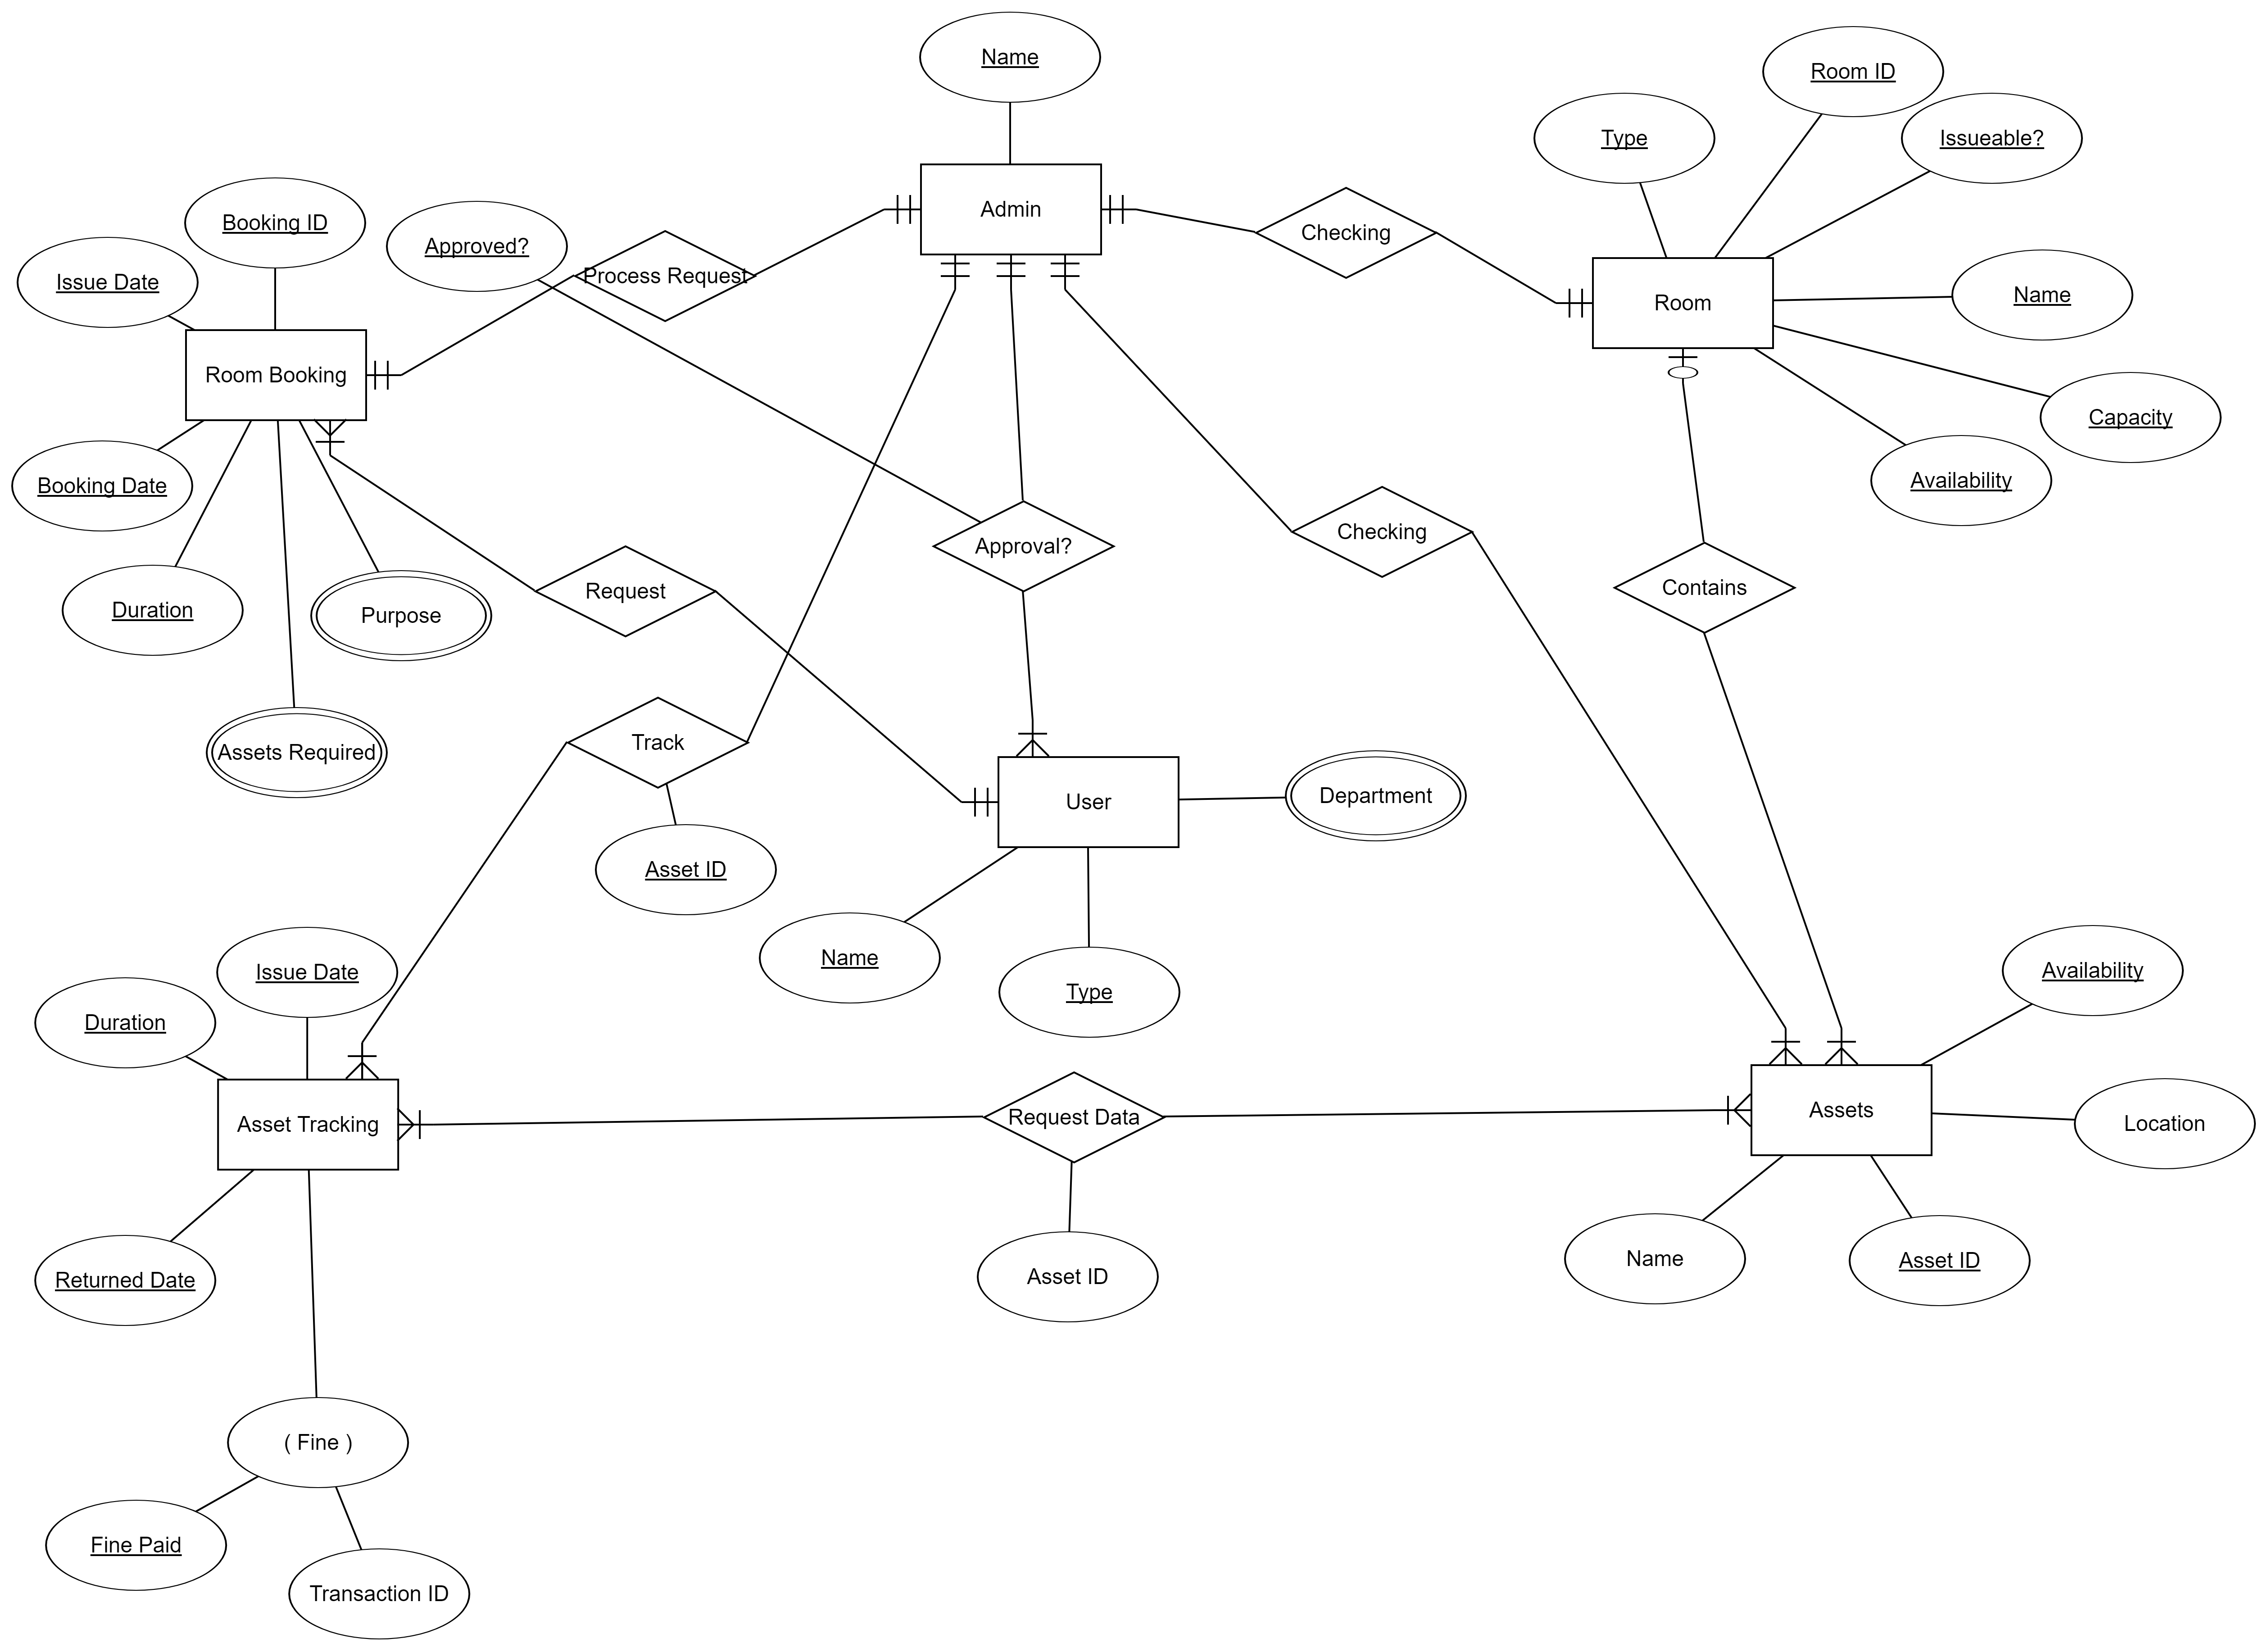 Name
Room ID
Type
Issueable?
Admin
Booking ID
Approved?
Checking
Process Request
Issue Date
Room
Name
Room Booking
Capacity
Availability
Booking Date
Checking
Approval?
Contains
Request
Duration
Purpose
Track
Assets Required
User
Department
Asset ID
Name
Type
Issue Date
Availability
Duration
Asset Tracking
Request Data
Assets
Location
Returned Date
Asset ID
Name
Asset ID
( Fine )
Fine Paid
Transaction ID